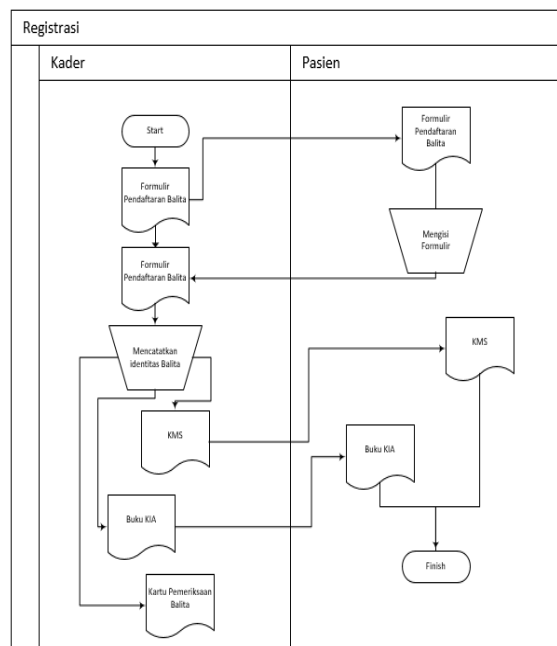 Registrasi
Kader
Pasien
Start
Formulir
Pendaftaran
Balita
Formulir
Pendaftaran Balita
Mengisi
Formulir
Formulir
Pendaftaran Balita
Mencatatkan
identitas Balita
KMS
KMS
Buku KIA
Buku KIA
Finish
Kartu Pemeriksaan
Balita